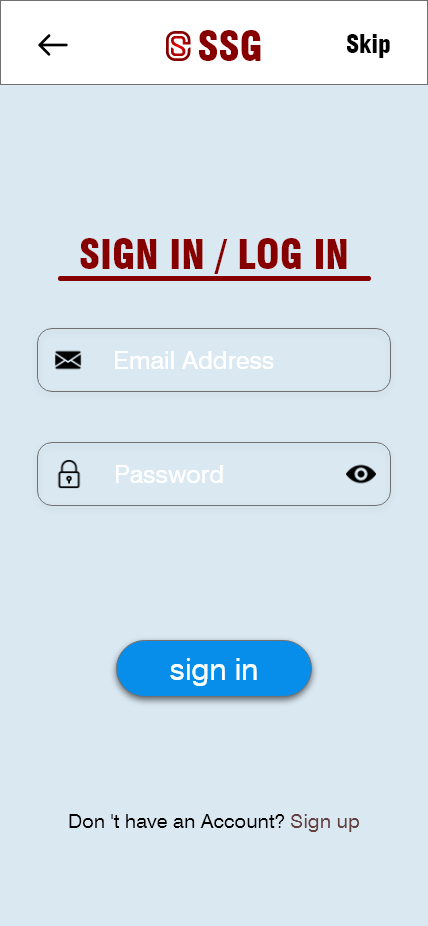 SSG
Skip
SIGN IN / LOG IN
Email Address
Password
sign in
Don 't have an Account? Sign up